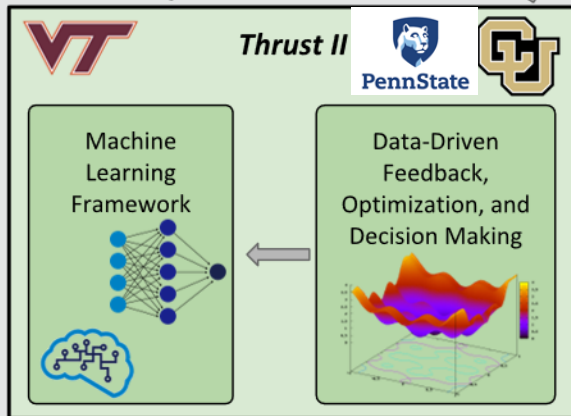 VT
Thrust II
PennState
CU
Machine
Learning
Framework
Data-Driven
Feedback,
Optimization, and
Decision Making